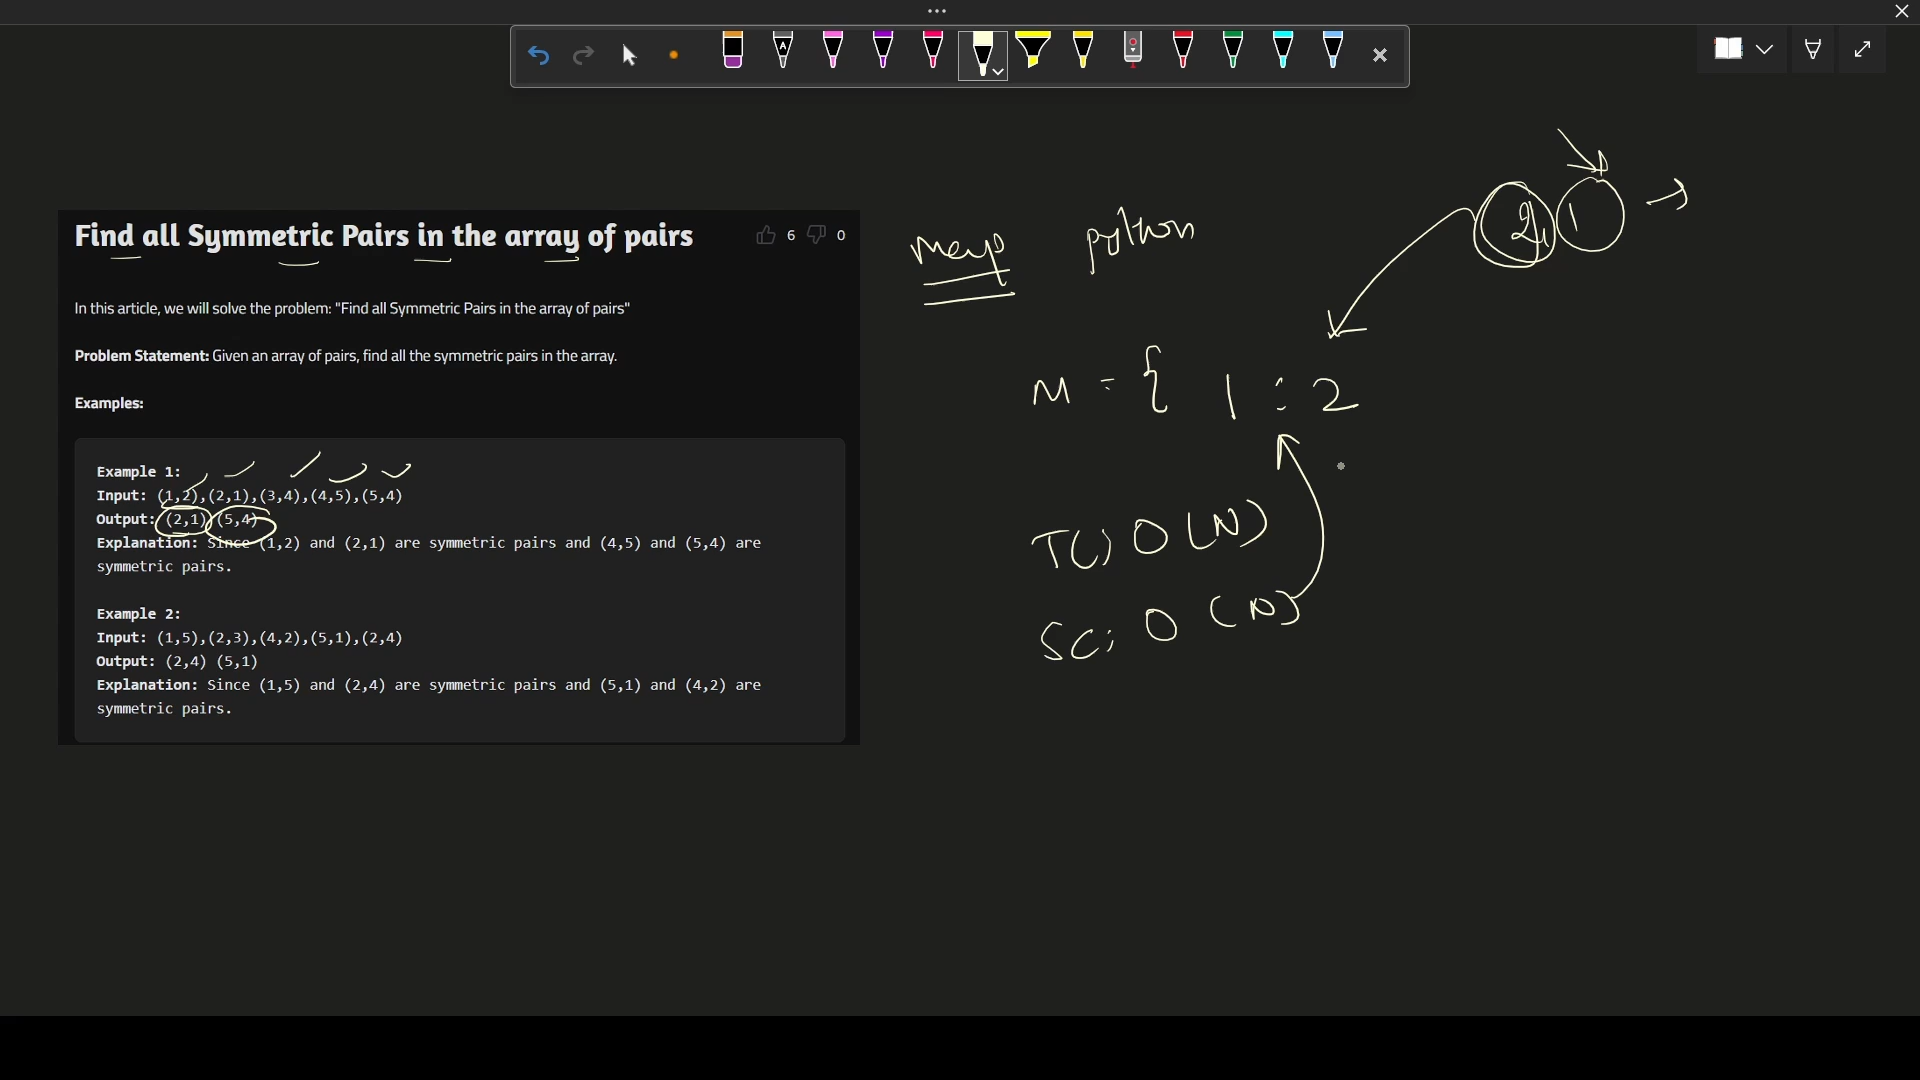 Find all Symmetric Pairs in the array of pairs
6 0
In this article, we will solve the problem: "Find all Symmetric Pairs in the array of pairs"
Problem Statement: Given an array of pairs, find all the symmetric pairs in the array.
Examples:
Example 1:
Input: (1,2),(2,1),(3,4),(4,5),(5,4)
Output: (2,1) (5,4)
Explanation: Since (1,2) and (2,1) are symmetric pairs and (4,5) and (5,4) are
symmetric pairs.
Example 2:
Input: (1,5),(2,3),(4,2),(5,1),(2,4)
Output: (2,4) (5,1)
Explanation: Since (1,5) and (2,4) are symmetric pairs and (5,1) and (4,2) are
symmetric pairs.
Map python
2, 1
M = { 1 : 2
TC; O(N)
SC; O(N)